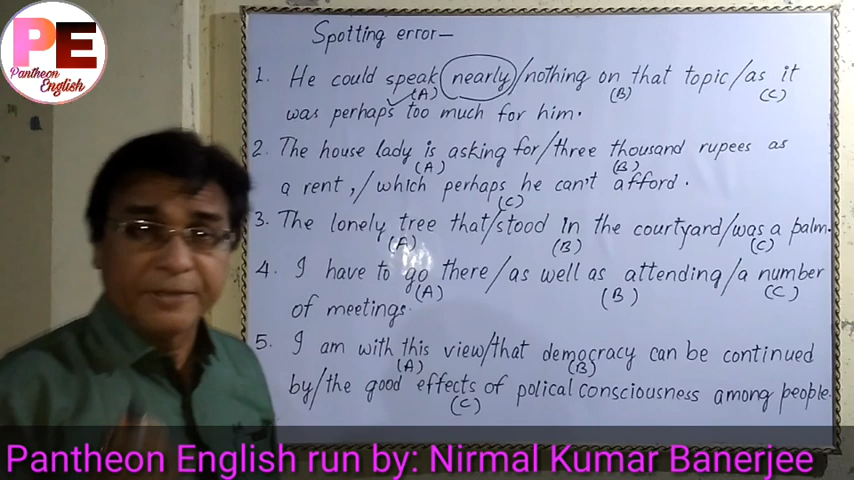 PE
Pantheon
English
Spotting error—
1. He could speak nearly/nothing on that topic/as it
(A) (B) (C)
was perhaps too much for him.
2. The house lady is asking for/three thousand rupees as
(A) (B)
a rent,/which perhaps he can't afford.
(C)
3. The lonely tree that/stood in the courtyard/was a palm.
(A) (B) (C)
4. I have to go there/as well as attending/a number
(A) (B) (C)
of meetings.
5. I am with this view/that democracy can be continued
(A) (B)
by/the good effects of polical consciousness among people.
(C)
Pantheon English run by: Nirmal Kumar Banerjee